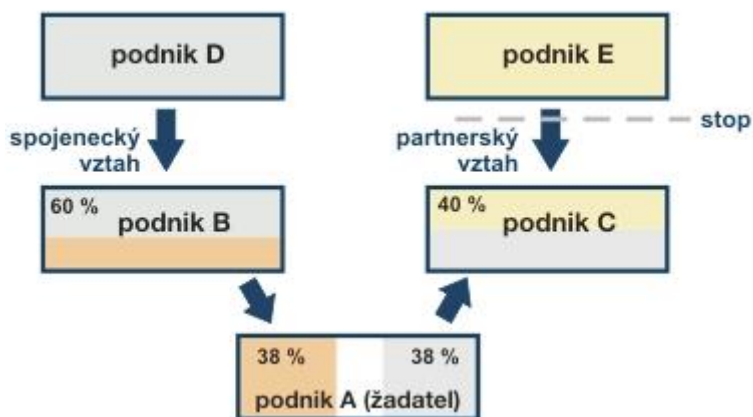 podnik D
podnik E
stop
spojenecký
vztah
partnerský
vztah
60 %
podnik B
40 %
podnik C
38 %
38 %
podnik A (žadatel)